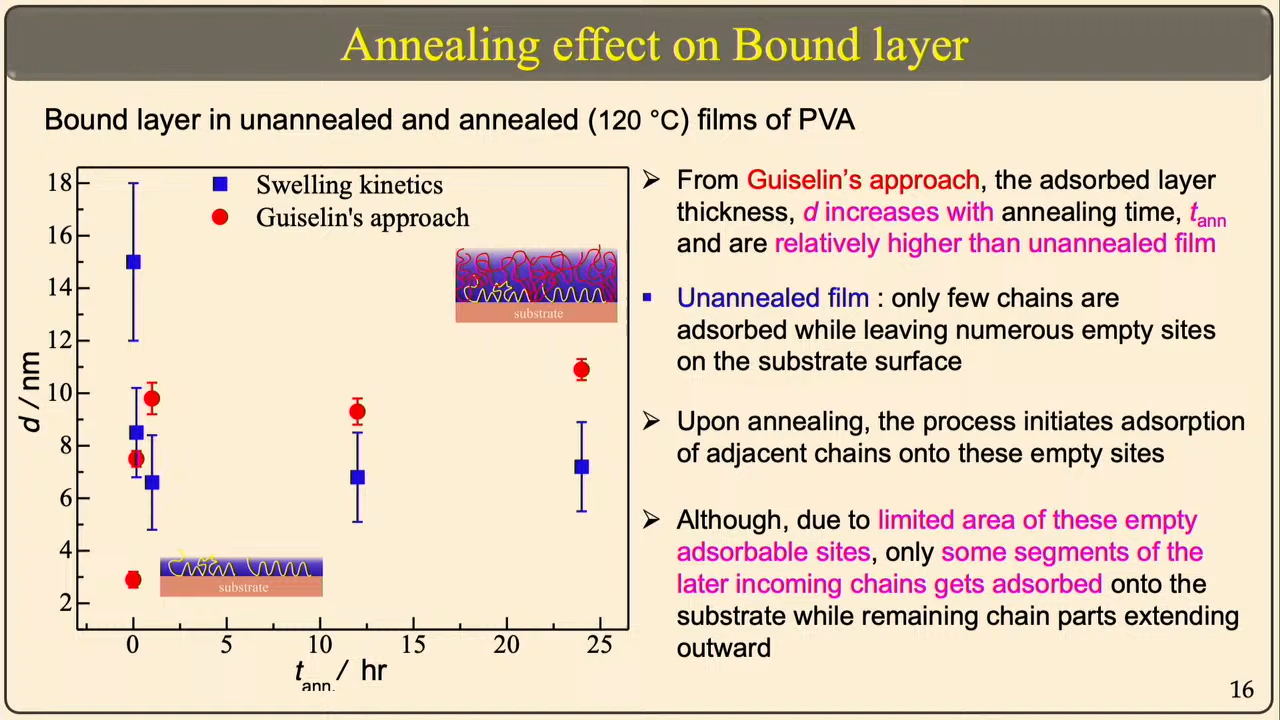 Annealing effect on Bound layer
Bound layer in unannealed and annealed (120 °C) films of PVA
Swelling kinetics
Guiselin's approach
18
16
14
12
10
8
6
4
2
d / nm
substrate
substrate
0
5
10
15
20
25
t ann. / hr
➢ From Guiselin’s approach, the adsorbed layer
thickness, d increases with annealing time, tann
and are relatively higher than unannealed film
▪ Unannealed film : only few chains are
adsorbed while leaving numerous empty sites
on the substrate surface
➢ Upon annealing, the process initiates adsorption
of adjacent chains onto these empty sites
➢ Although, due to limited area of these empty
adsorbable sites, only some segments of the
later incoming chains gets adsorbed onto the
substrate while remaining chain parts extending
outward
16